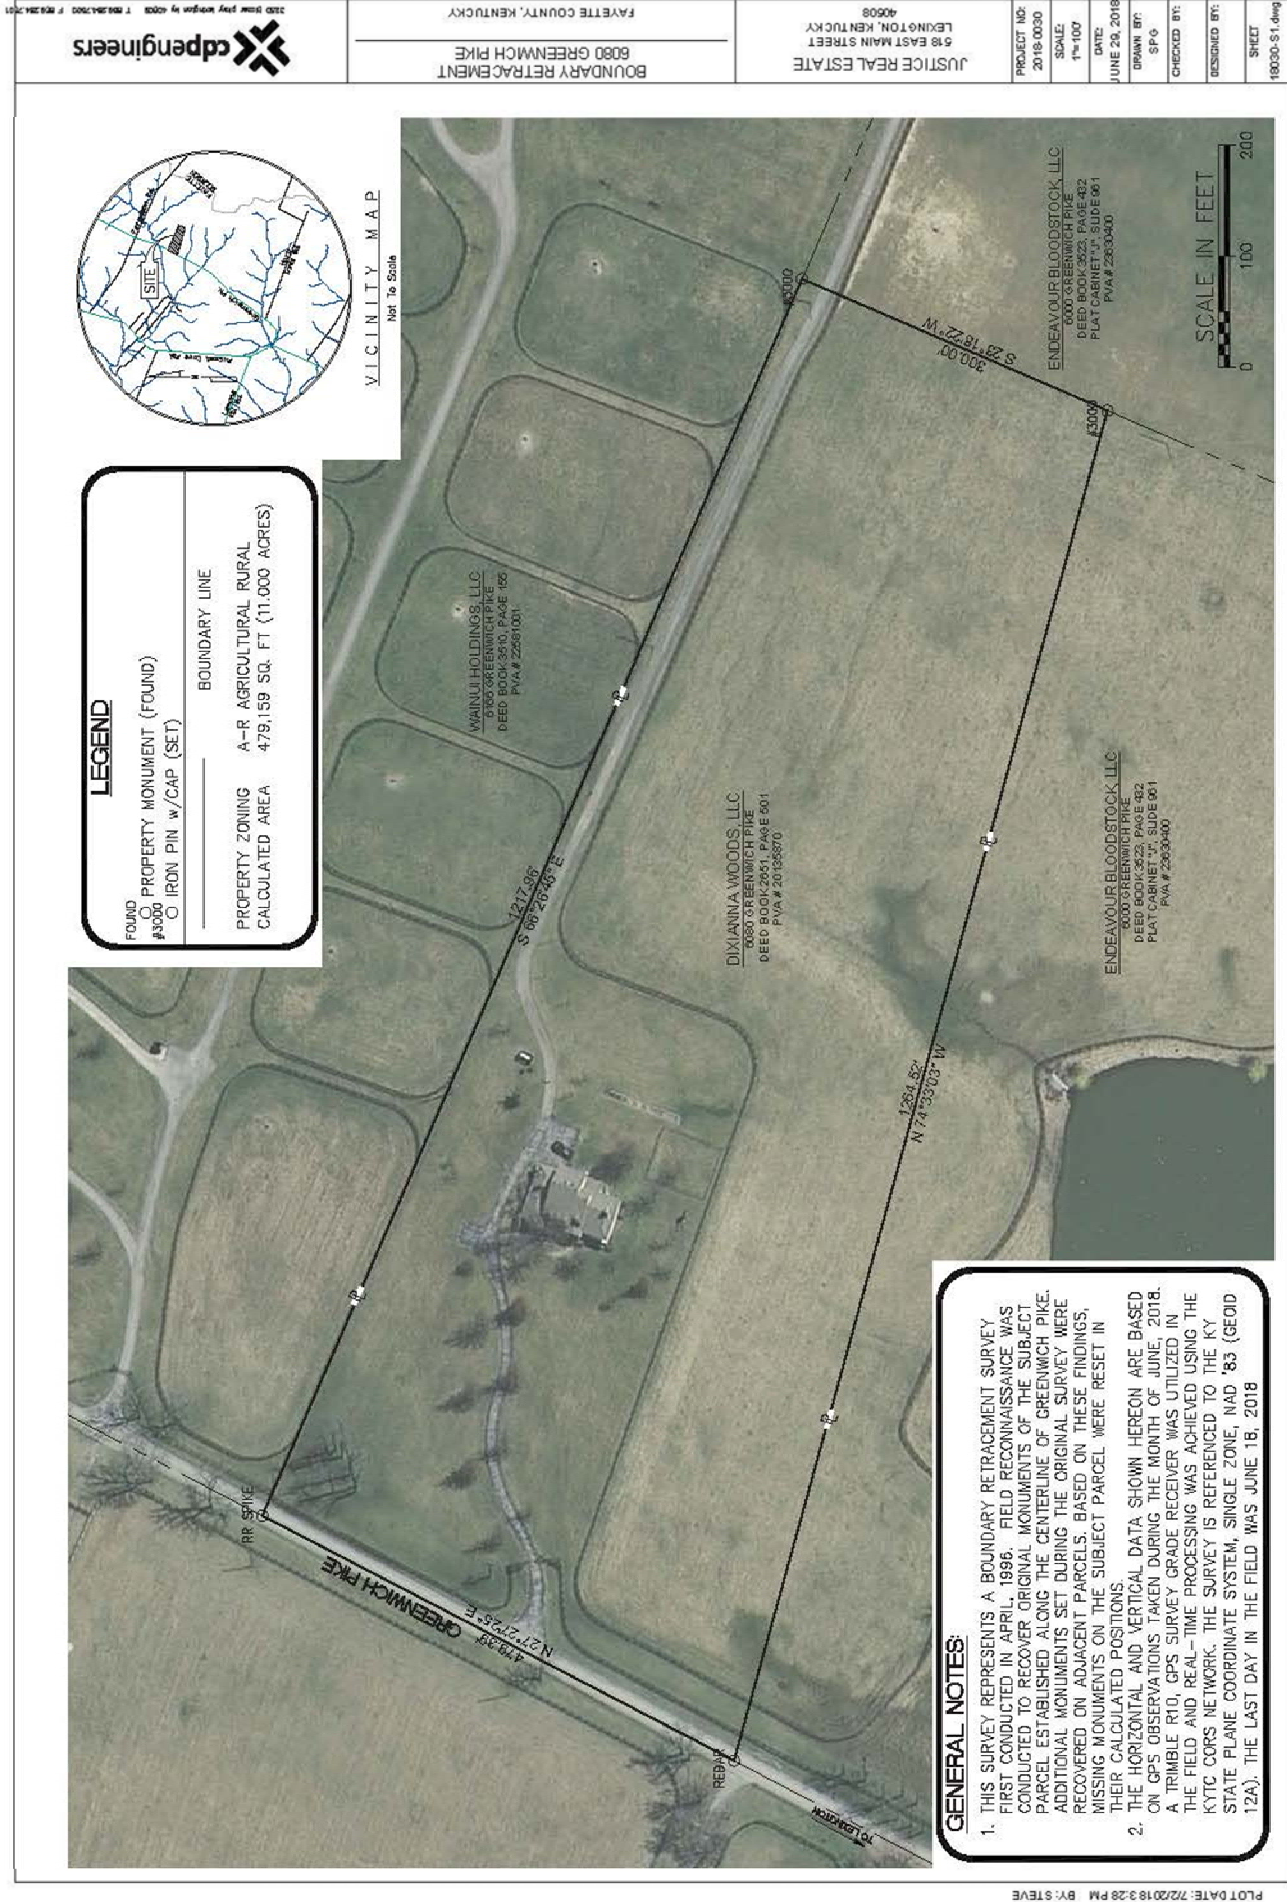 cdpengineers
BOUNDARY RETRACEMENT
6080 GREENWICH PIKE
FAYETTE COUNTY, KENTUCKY
JUSTICE REAL ESTATE
518 EAST MAIN STREET
LEXINGTON, KENTUCKY
40508
PROJECT NO:
2018-0030
SCALE:
1"=100'
DATE:
JUNE 29, 2018
DRAWN BY:
SPG
CHECKED BY:
DESIGNED BY:
SHEET
18030-S1.dwg
SITE
VICINITY MAP
Not To Scale
LEGEND
FOUND
PROPERTY MONUMENT (FOUND)
#3000
IRON PIN w/CAP (SET)
BOUNDARY LINE
PROPERTY ZONING A-R AGRICULTURAL RURAL
CALCULATED AREA 479,159 SQ. FT (11.000 ACRES)
WAINUI HOLDINGS, LLC
GREENWICH PIKE
DEED BOOK 3510, PAGE
PVA # 22581001
DIXIANNA WOODS, LLC
6080 GREENWICH PIKE
DEED BOOK 2651, PAGE 601
PVA # 20135870
ENDEAVOUR BLOODSTOCK, LLC
6000 GREENWICH PIKE
DEED BOOK 3523, PAGE 432
PLAT CABINET "J", SLIDE 961
PVA # 23630400
ENDEAVOUR BLOODSTOCK, LLC
6000 GREENWICH PIKE
DEED BOOK 3523, PAGE 432
PLAT CABINET "J", SLIDE 961
PVA # 23630400
#3000
S 23°18'22" W
300.00'
#3000
1217.96'
S 66°26'45" E
1264.62'
N 74°33'03" W
RR SPIKE
GREENWICH PIKE
N 27°27'25" E
479.39'
REBAR
TO LEXINGTON
SCALE IN FEET
0 100 200
GENERAL NOTES:
1. THIS SURVEY REPRESENTS A BOUNDARY RETRACEMENT SURVEY
FIRST CONDUCTED IN APRIL, 1996. FIELD RECONNAISSANCE WAS
CONDUCTED TO RECOVER ORIGINAL MONUMENTS OF THE SUBJECT
PARCEL ESTABLISHED ALONG THE CENTERLINE OF GREENWICH PIKE.
ADDITIONAL MONUMENTS SET DURING THE ORIGINAL SURVEY WERE
RECOVERED ON ADJACENT PARCELS. BASED ON THESE FINDINGS,
MISSING MONUMENTS ON THE SUBJECT PARCEL WERE RESET IN
THEIR CALCULATED POSITIONS.
2. THE HORIZONTAL AND VERTICAL DATA SHOWN HEREON ARE BASED
ON GPS OBSERVATIONS TAKEN DURING THE MONTH OF JUNE, 2018.
A TRIMBLE R10, GPS SURVEY GRADE RECEIVER WAS UTILIZED IN
THE FIELD AND REAL-TIME PROCESSING WAS ACHIEVED USING THE
KYTC CORS NETWORK. THE SURVEY IS REFERENCED TO THE KY
STATE PLANE COORDINATE SYSTEM, SINGLE ZONE, NAD '83 (GEOID
12A). THE LAST DAY IN THE FIELD WAS JUNE 18, 2018
PLOT DATE: 7/2/2018 3:28 PM BY: STEVE